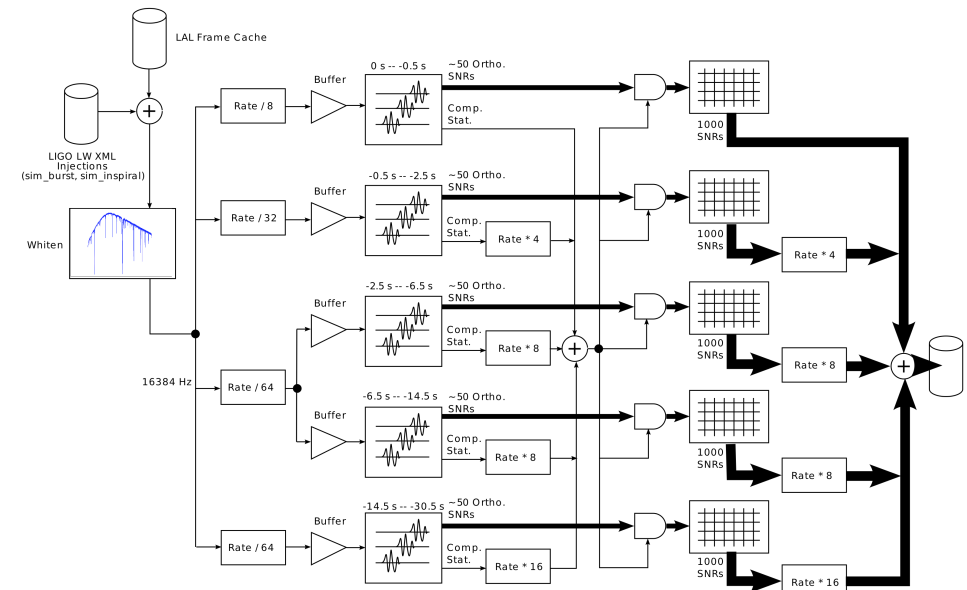 LAL Frame Cache
LIGO LW XML
Injections
(sim_burst, sim_inspiral)
Whiten
16384 Hz
Rate / 8
Buffer
0 s -- -0.5 s
~50 Ortho.
SNRs
Comp.
Stat.
1000
SNRs
Rate / 32
Buffer
-0.5 s -- -2.5 s
~50 Ortho.
SNRs
Comp.
Stat.
Rate * 4
1000
SNRs
Rate * 4
Rate / 64
Buffer
-2.5 s -- -6.5 s
~50 Ortho.
SNRs
Comp.
Stat.
Rate * 8
1000
SNRs
Rate * 8
Buffer
-6.5 s -- -14.5 s
~50 Ortho.
SNRs
Comp.
Stat.
Rate * 8
1000
SNRs
Rate * 8
Rate / 64
Buffer
-14.5 s -- -30.5 s
~50 Ortho.
SNRs
Comp.
Stat.
Rate * 16
1000
SNRs
Rate * 16